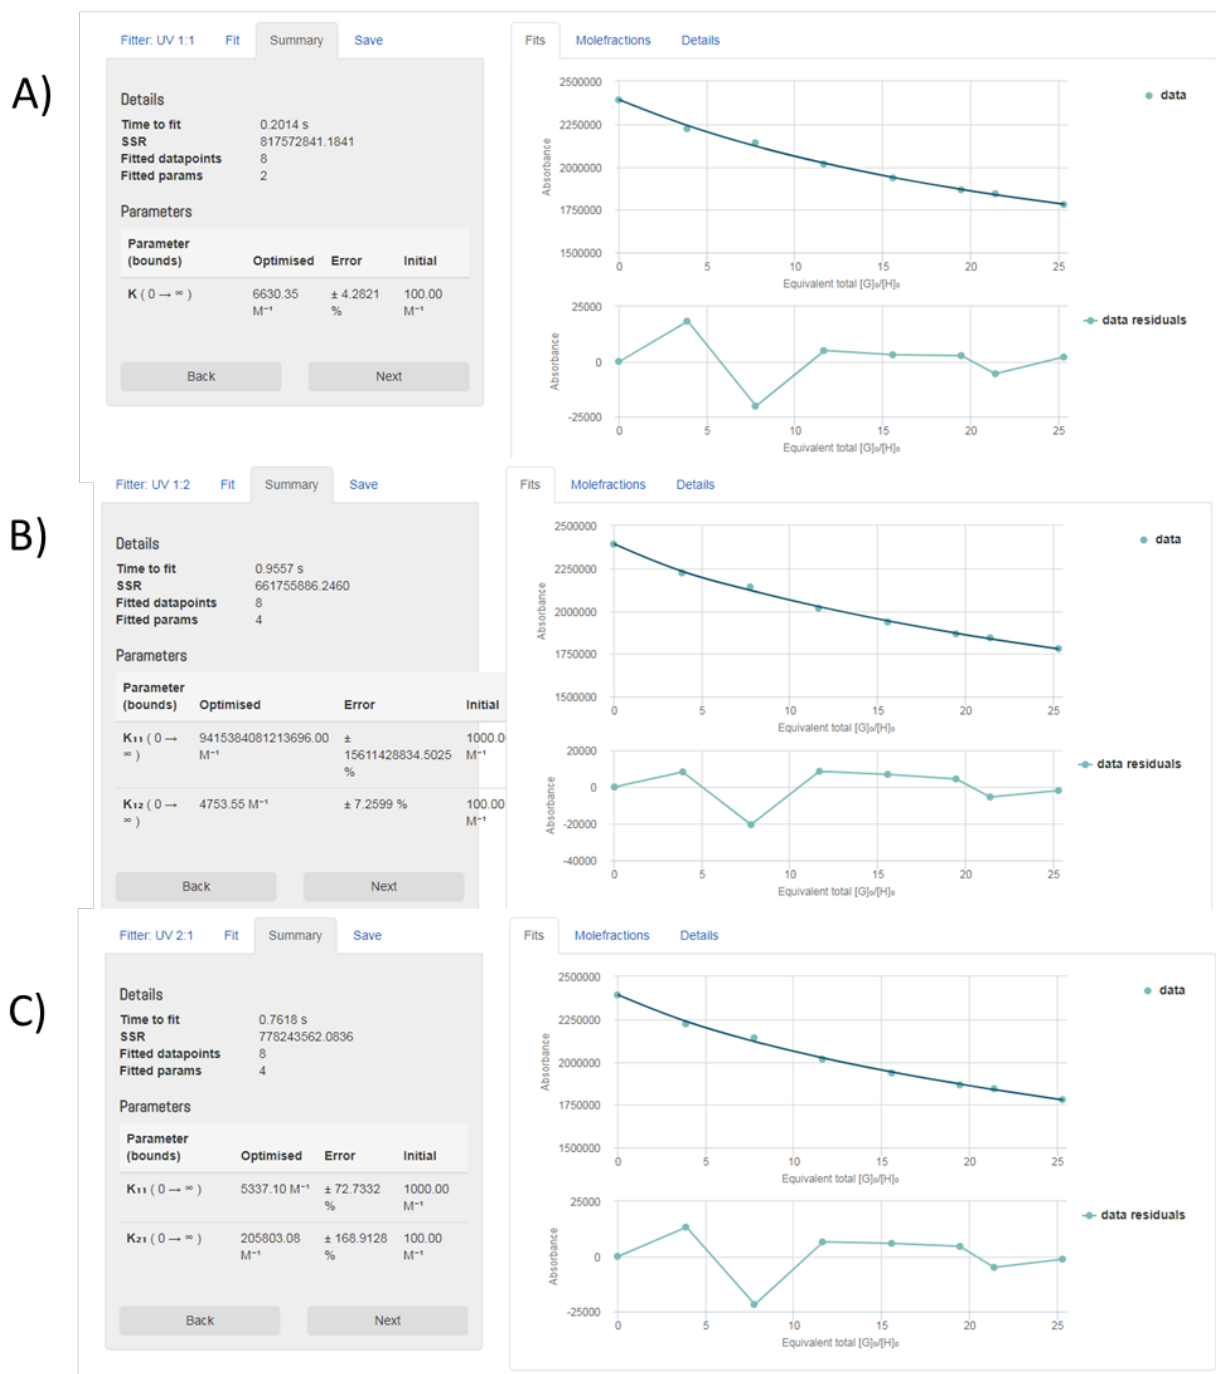 A)
Fitter: UV 1:1 Fit Summary Save
Details
Time to fit 0.2014 s
SSR 817572841.1841
Fitted datapoints 8
Fitted params 2
Parameters
Parameter
(bounds) Optimised Error Initial
K ( 0 → ∞ ) 6630.35 ± 4.2821 100.00
M⁻¹ % M⁻¹
Back Next
Fits Molefractions Details
2500000
2250000
2000000
1750000
1500000
Absorbance
0 5 10 15 20 25
Equivalent total [G]₀/[H]₀
data
25000
0
-25000
Absorbance
0 5 10 15 20 25
Equivalent total [G]₀/[H]₀
data residuals
B)
Fitter: UV 1:2 Fit Summary Save
Details
Time to fit 0.9557 s
SSR 661755886.2460
Fitted datapoints 8
Fitted params 4
Parameters
Parameter
(bounds) Optimised Error Initial
K₁₁ ( 0 → 9415384081213696.00 ± 1000.0
∞ ) M⁻¹ 15611428834.5025 M⁻¹
%
K₁₂ ( 0 → 4753.55 M⁻¹ ± 7.2599 % 100.00
∞ ) M⁻¹
Back Next
Fits Molefractions Details
2500000
2250000
2000000
1750000
1500000
Absorbance
0 5 10 15 20 25
Equivalent total [G]₀/[H]₀
data
20000
0
-20000
-40000
Absorbance
0 5 10 15 20 25
Equivalent total [G]₀/[H]₀
data residuals
C)
Fitter: UV 2:1 Fit Summary Save
Details
Time to fit 0.7618 s
SSR 778243562.0836
Fitted datapoints 8
Fitted params 4
Parameters
Parameter
(bounds) Optimised Error Initial
K₁₁ ( 0 → ∞ ) 5337.10 M⁻¹ ± 72.7332 1000.00
% M⁻¹
K₂₁ ( 0 → ∞ ) 205803.08 ± 168.9128 100.00
M⁻¹ % M⁻¹
Back Next
Fits Molefractions Details
2500000
2250000
2000000
1750000
1500000
Absorbance
0 5 10 15 20 25
Equivalent total [G]₀/[H]₀
data
25000
0
-25000
Absorbance
0 5 10 15 20 25
Equivalent total [G]₀/[H]₀
data residuals